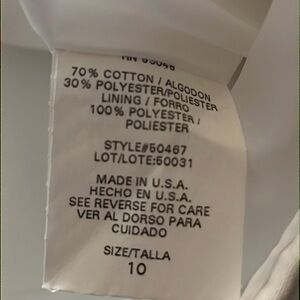 70% COTTON / ALGODON
30% POLYESTER/POLIESTER
LINING / FORRO
100% POLYESTER /
POLIESTER
STYLE#50467
LOT/LOTE:50031
MADE IN U.S.A.
HECHO EN U.S.A.
SEE REVERSE FOR CARE
VER AL DORSO PARA
CUIDADO
SIZE/TALLA
10